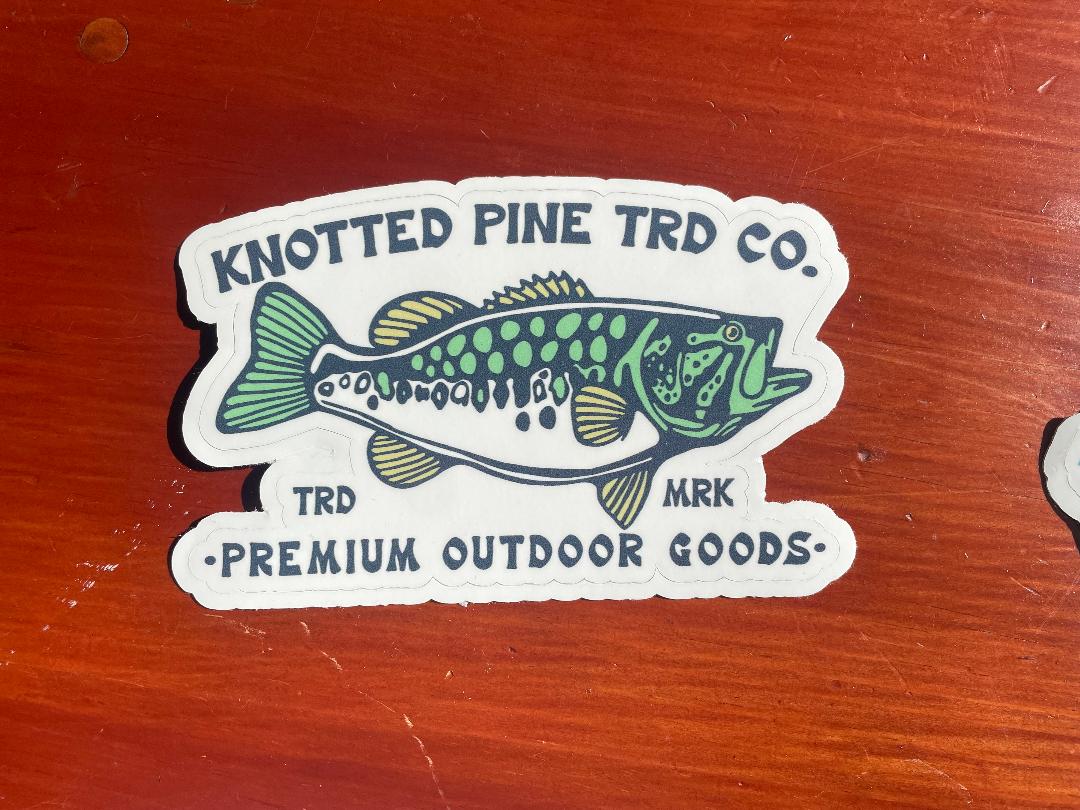 KNOTTED PINE TRD CO.
TRD MRK
·PREMIUM OUTDOOR GOODS·